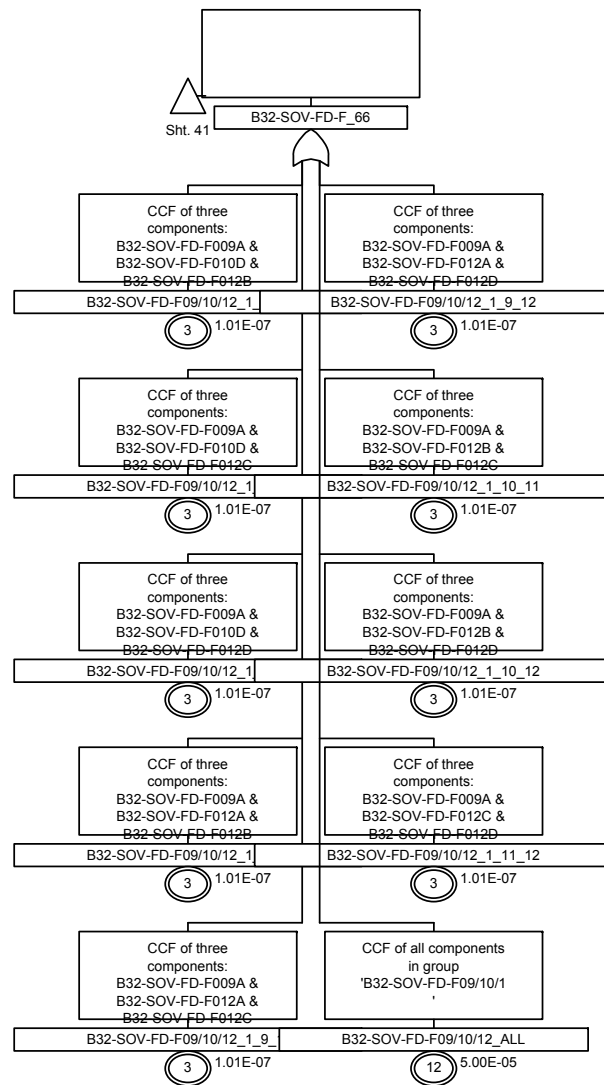 Sht. 41
B32-SOV-FD-F_66
CCF of three
components:
B32-SOV-FD-F009A &
B32-SOV-FD-F010D &
B32-SOV-FD-F012B
B32-SOV-FD-F09/10/12_1_
3
1.01E-07
CCF of three
components:
B32-SOV-FD-F009A &
B32-SOV-FD-F012A &
B32-SOV-FD-F012D
B32-SOV-FD-F09/10/12_1_9_12
3
1.01E-07
CCF of three
components:
B32-SOV-FD-F009A &
B32-SOV-FD-F010D &
B32-SOV-FD-F012C
B32-SOV-FD-F09/10/12_1_
3
1.01E-07
CCF of three
components:
B32-SOV-FD-F009A &
B32-SOV-FD-F012B &
B32-SOV-FD-F012C
B32-SOV-FD-F09/10/12_1_10_11
3
1.01E-07
CCF of three
components:
B32-SOV-FD-F009A &
B32-SOV-FD-F010D &
B32-SOV-FD-F012D
B32-SOV-FD-F09/10/12_1_
3
1.01E-07
CCF of three
components:
B32-SOV-FD-F009A &
B32-SOV-FD-F012B &
B32-SOV-FD-F012D
B32-SOV-FD-F09/10/12_1_10_12
3
1.01E-07
CCF of three
components:
B32-SOV-FD-F009A &
B32-SOV-FD-F012A &
B32-SOV-FD-F012B
B32-SOV-FD-F09/10/12_1_
3
1.01E-07
CCF of three
components:
B32-SOV-FD-F009A &
B32-SOV-FD-F012C &
B32-SOV-FD-F012D
B32-SOV-FD-F09/10/12_1_11_12
3
1.01E-07
CCF of three
components:
B32-SOV-FD-F009A &
B32-SOV-FD-F012A &
B32-SOV-FD-F012C
B32-SOV-FD-F09/10/12_1_9_
3
1.01E-07
CCF of all components
in group
'B32-SOV-FD-F09/10/1
'
B32-SOV-FD-F09/10/12_ALL
12
5.00E-05